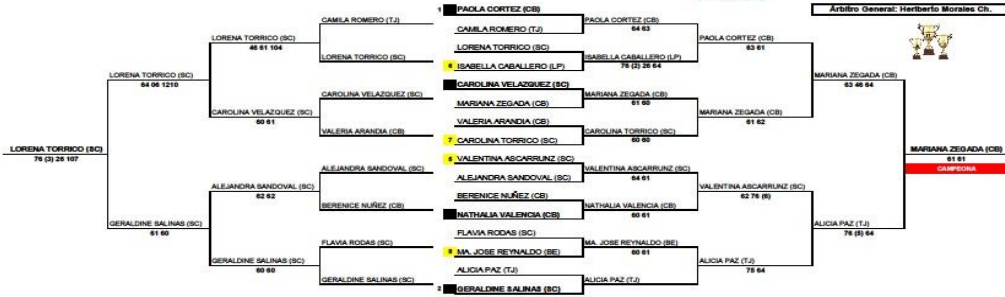 Árbitro General: Heriberto Morales Ch.
1 PAOLA CORTEZ (CB)
CAMILA ROMERO (TJ)
LORENA TORRICO (SC)
6 ISABELLA CABALLERO (LP)
CAROLINA VELAZQUEZ (SC)
MARIANA ZEGADA (CB)
VALERIA ARANDIA (CB)
7 CAROLINA TORRICO (SC)
5 VALENTINA ASCARRUNZ (SC)
ALEJANDRA SANDOVAL (SC)
BERENICE NUÑEZ (CB)
NATHALIA VALENCIA (CB)
FLAVIA RODAS (SC)
8 MA. JOSE REYNALDO (BE)
ALICIA PAZ (TJ)
2 GERALDINE SALINAS (SC)
PAOLA CORTEZ (CB)
64 63
ISABELLA CABALLERO (LP)
76 (2) 26 64
MARIANA ZEGADA (CB)
61 60
CAROLINA TORRICO (SC)
60 60
VALENTINA ASCARRUNZ (SC)
64 61
NATHALIA VALENCIA (CB)
60 61
MA. JOSE REYNALDO (BE)
60 61
ALICIA PAZ (TJ)
PAOLA CORTEZ (CB)
63 61
MARIANA ZEGADA (CB)
61 62
VALENTINA ASCARRUNZ (SC)
62 76 (6)
ALICIA PAZ (TJ)
75 64
MARIANA ZEGADA (CB)
63 46 64
ALICIA PAZ (TJ)
76 (5) 64
MARIANA ZEGADA (CB)
61 61
CAMPEONA
CAMILA ROMERO (TJ)
LORENA TORRICO (SC)
CAROLINA VELAZQUEZ (SC)
VALERIA ARANDIA (CB)
ALEJANDRA SANDOVAL (SC)
BERENICE NUÑEZ (CB)
FLAVIA RODAS (SC)
GERALDINE SALINAS (SC)
LORENA TORRICO (SC)
46 61 104
CAROLINA VELAZQUEZ (SC)
60 61
ALEJANDRA SANDOVAL (SC)
62 62
GERALDINE SALINAS (SC)
60 60
LORENA TORRICO (SC)
64 06 1210
GERALDINE SALINAS (SC)
61 60
LORENA TORRICO (SC)
76 (3) 26 107